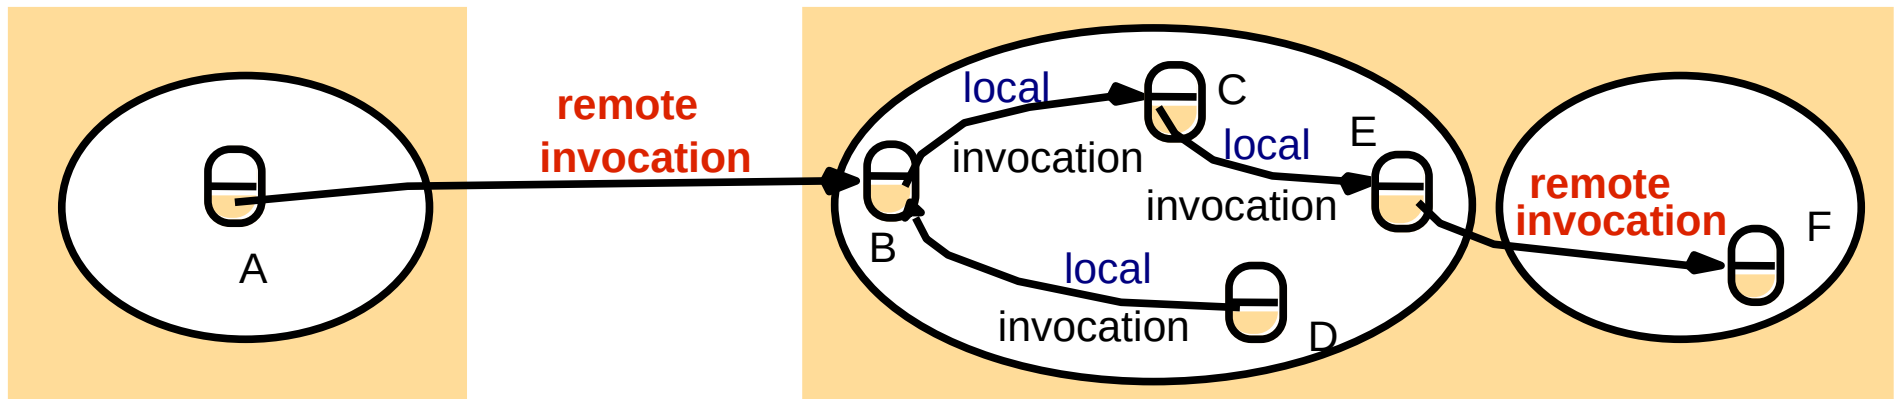 remote
invocation
A
local
C
invocation
local
E
invocation
B
local
invocation
D
remote
invocation
F